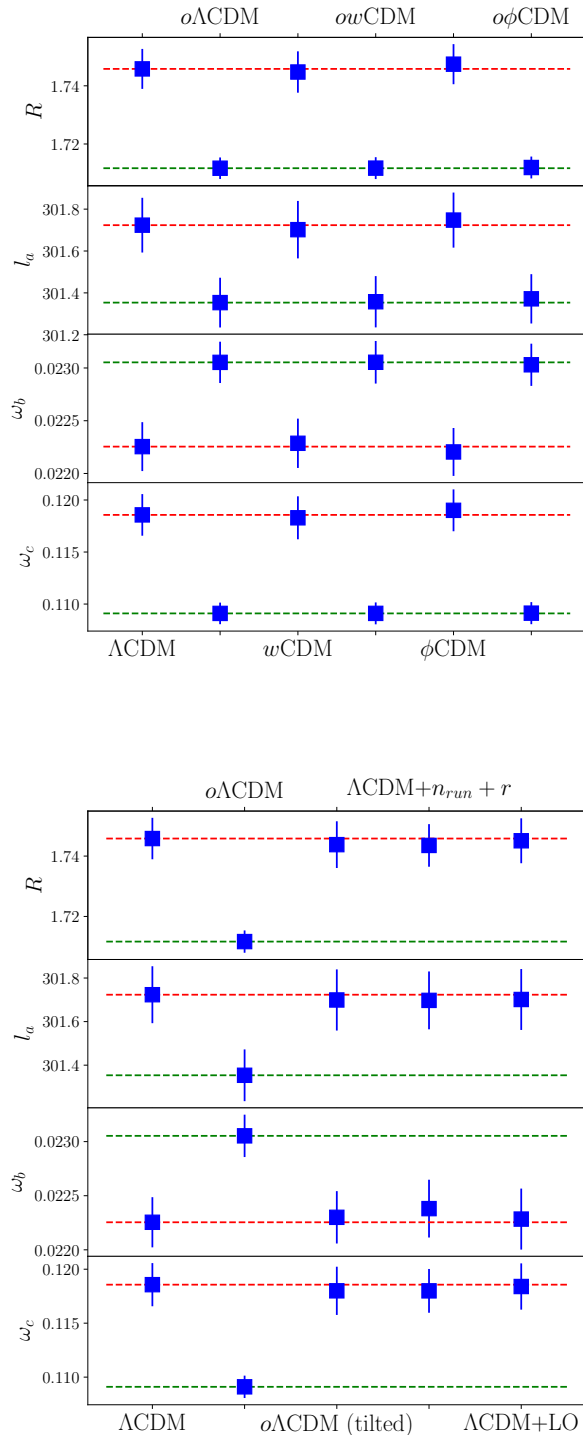 oΛCDM owCDM oϕCDM
1.74
R
1.72
301.8
301.6
l_a
301.4
301.2
0.0230
ω_b
0.0225
0.0220
0.120
ω_c
0.115
0.110
ΛCDM wCDM ϕCDM
oΛCDM ΛCDM+n_{run} + r
1.74
R
1.72
301.8
l_a
301.6
301.4
0.0230
ω_b
0.0225
0.0220
0.120
ω_c
0.115
0.110
ΛCDM oΛCDM (tilted) ΛCDM+LO